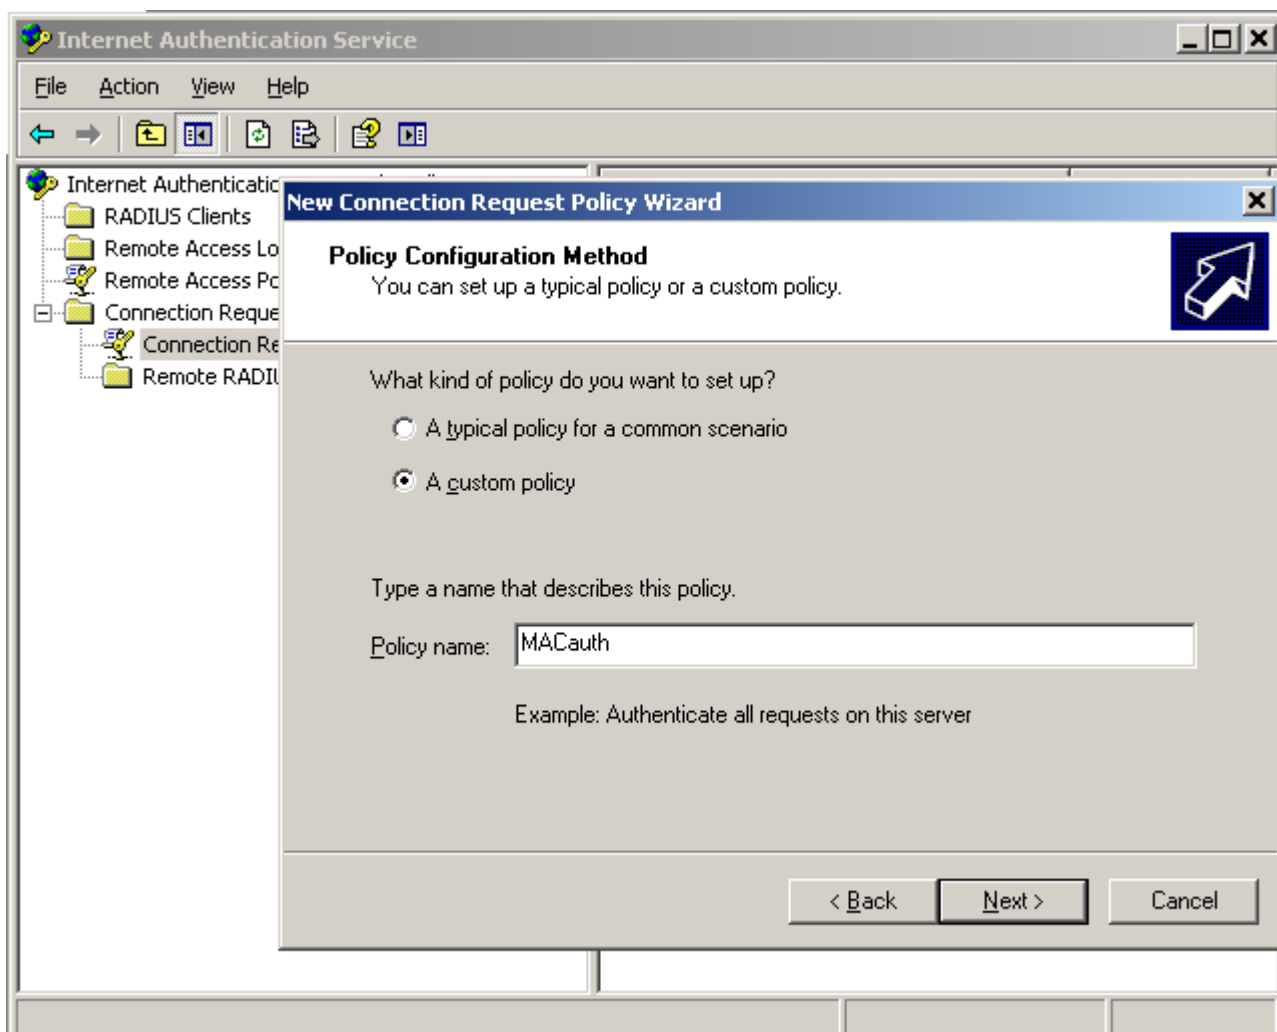 Internet Authentication Service
File Action View Help
Internet Authenticatio
RADIUS Clients
Remote Access Lo
Remote Access Po
Connection Reque
Connection Re
Remote RADIU
New Connection Request Policy Wizard
Policy Configuration Method
You can set up a typical policy or a custom policy.
What kind of policy do you want to set up?
A typical policy for a common scenario
A custom policy
Type a name that describes this policy.
Policy name: MACauth
Example: Authenticate all requests on this server
< Back Next > Cancel